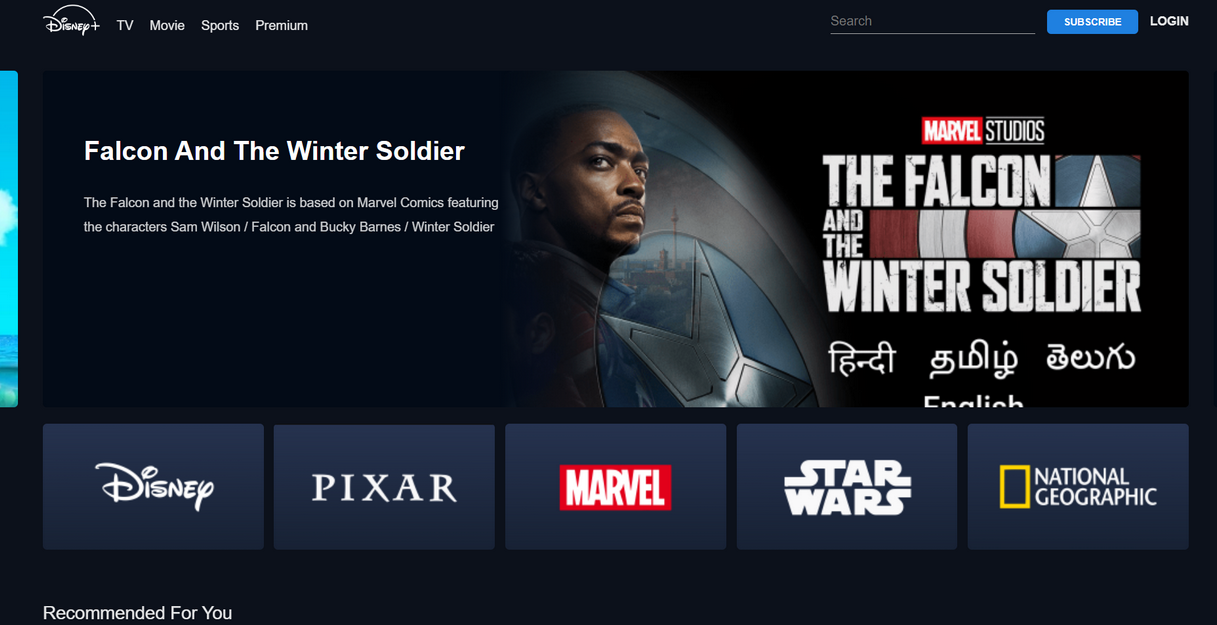 Disney+ TV Movie Sports Premium Search SUBSCRIBE LOGIN
Falcon And The Winter Soldier
The Falcon and the Winter Soldier is based on Marvel Comics featuring
the characters Sam Wilson / Falcon and Bucky Barnes / Winter Soldier
MARVEL STUDIOS
THE FALCON
AND
THE
WINTER SOLDIER
हिन्दी தமிழ் తెలుగు
English
DISNEY PIXAR MARVEL STAR
WARS
NATIONAL
GEOGRAPHIC
Recommended For You